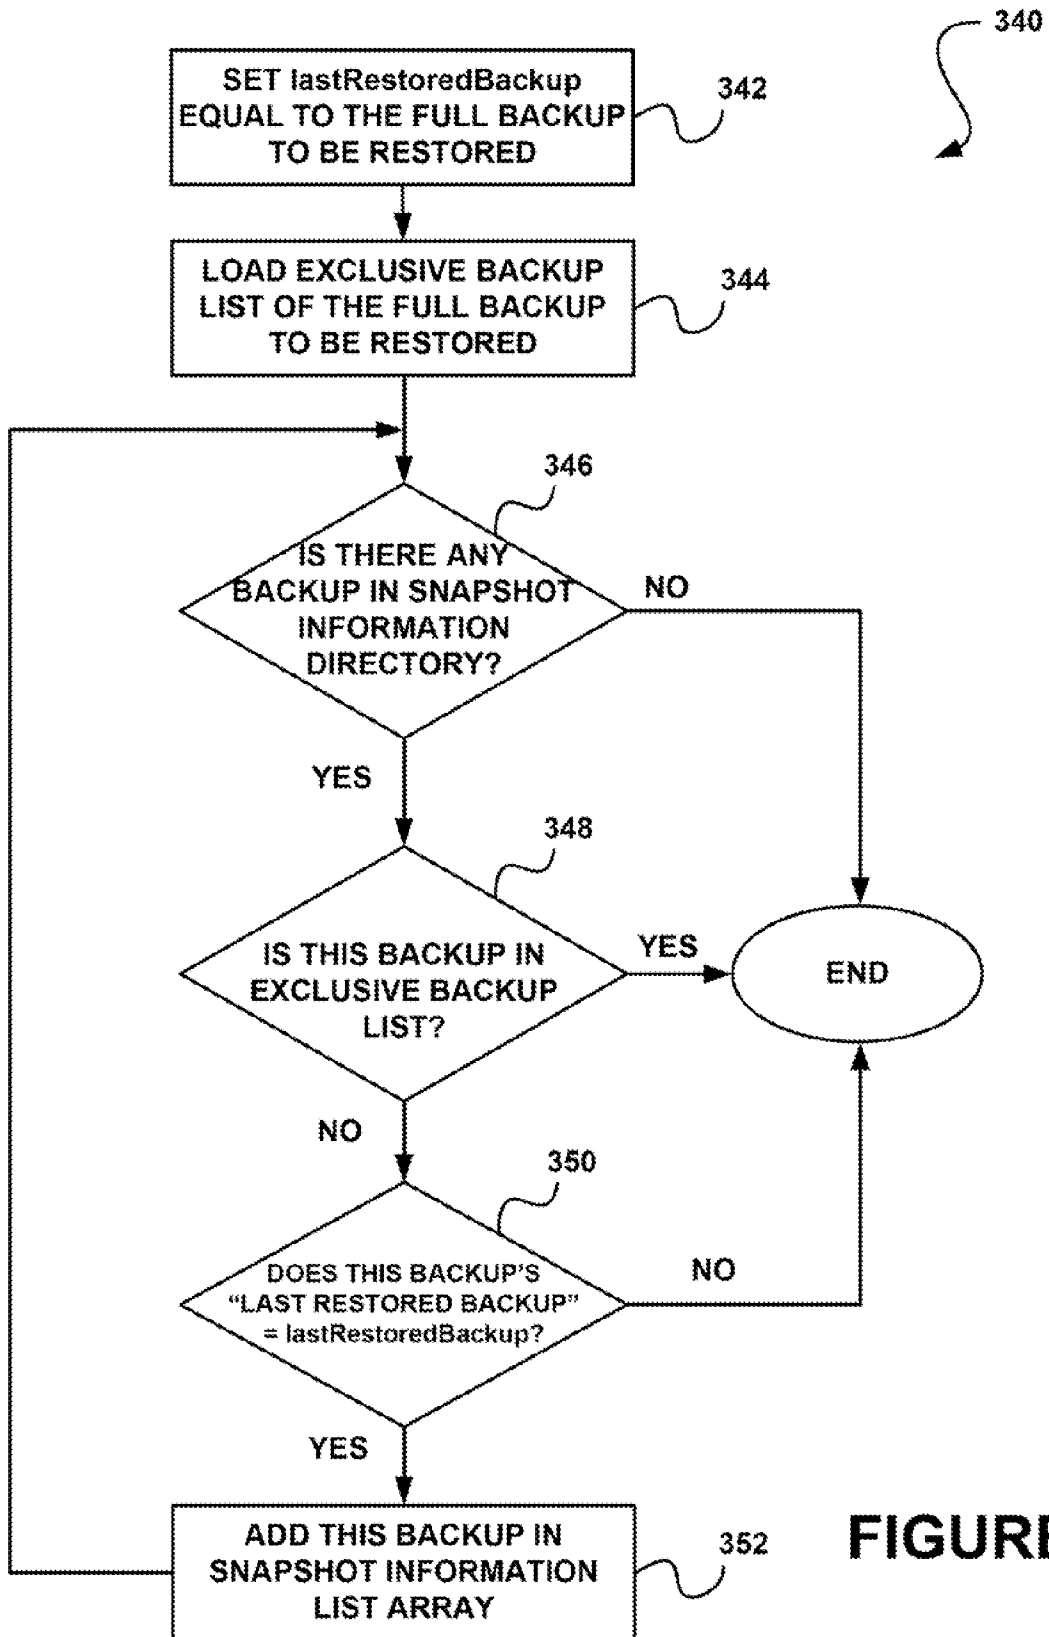 340
SET lastRestoredBackup
EQUAL TO THE FULL BACKUP
TO BE RESTORED
342
LOAD EXCLUSIVE BACKUP
LIST OF THE FULL BACKUP
TO BE RESTORED
344
346
IS THERE ANY
BACKUP IN SNAPSHOT
INFORMATION
DIRECTORY?
NO
YES
348
IS THIS BACKUP IN
EXCLUSIVE BACKUP
LIST?
YES
END
NO
350
DOES THIS BACKUP'S
“LAST RESTORED BACKUP”
= lastRestoredBackup?
NO
YES
ADD THIS BACKUP IN
SNAPSHOT INFORMATION
LIST ARRAY
352
FIGURE